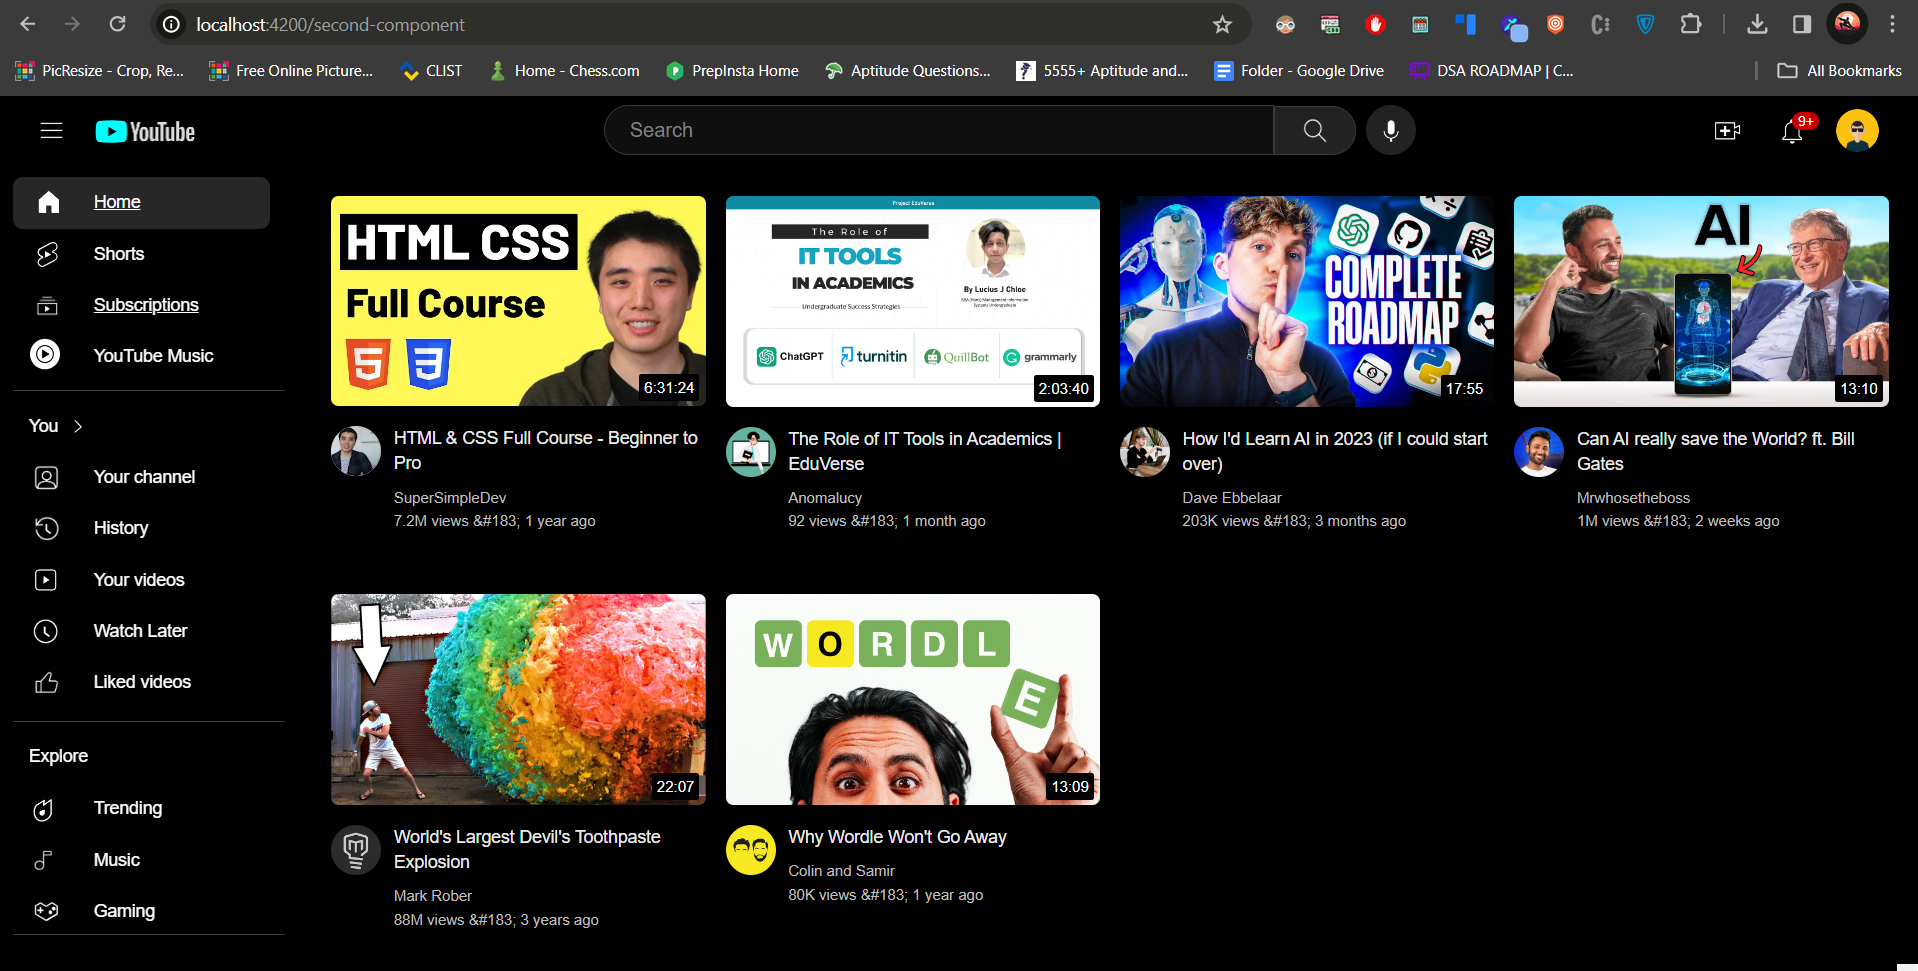 localhost:4200/second-component
PicResize - Crop, Re...
Free Online Picture...
CLIST
Home - Chess.com
PrepInsta Home
Aptitude Questions...
5555+ Aptitude and...
Folder - Google Drive
DSA ROADMAP | C...
All Bookmarks
YouTube
Search
9+
Home
Shorts
Subscriptions
YouTube Music
You
Your channel
History
Your videos
Watch Later
Liked videos
Explore
Trending
Music
Gaming
HTML CSS
Full Course
5
3
6:31:24
HTML & CSS Full Course - Beginner to
Pro
SuperSimpleDev
7.2M views &#183; 1 year ago
Project EduVerse
The Role of
IT TOOLS
IN ACADEMICS
Undergraduate Success Strategies
By Lucius J Chloe
BBA (Hons) Management Information
Systems Undergraduate
ChatGPT
turnitin
QuillBot
grammarly
2:03:40
The Role of IT Tools in Academics |
EduVerse
Anomalucy
92 views &#183; 1 month ago
COMPLETE
ROADMAP
17:55
How I'd Learn AI in 2023 (if I could start
over)
Dave Ebbelaar
203K views &#183; 3 months ago
AI
13:10
Can AI really save the World? ft. Bill
Gates
Mrwhosetheboss
1M views &#183; 2 weeks ago
22:07
World's Largest Devil's Toothpaste
Explosion
Mark Rober
88M views &#183; 3 years ago
WORDL
E
13:09
Why Wordle Won't Go Away
Colin and Samir
80K views &#183; 1 year ago